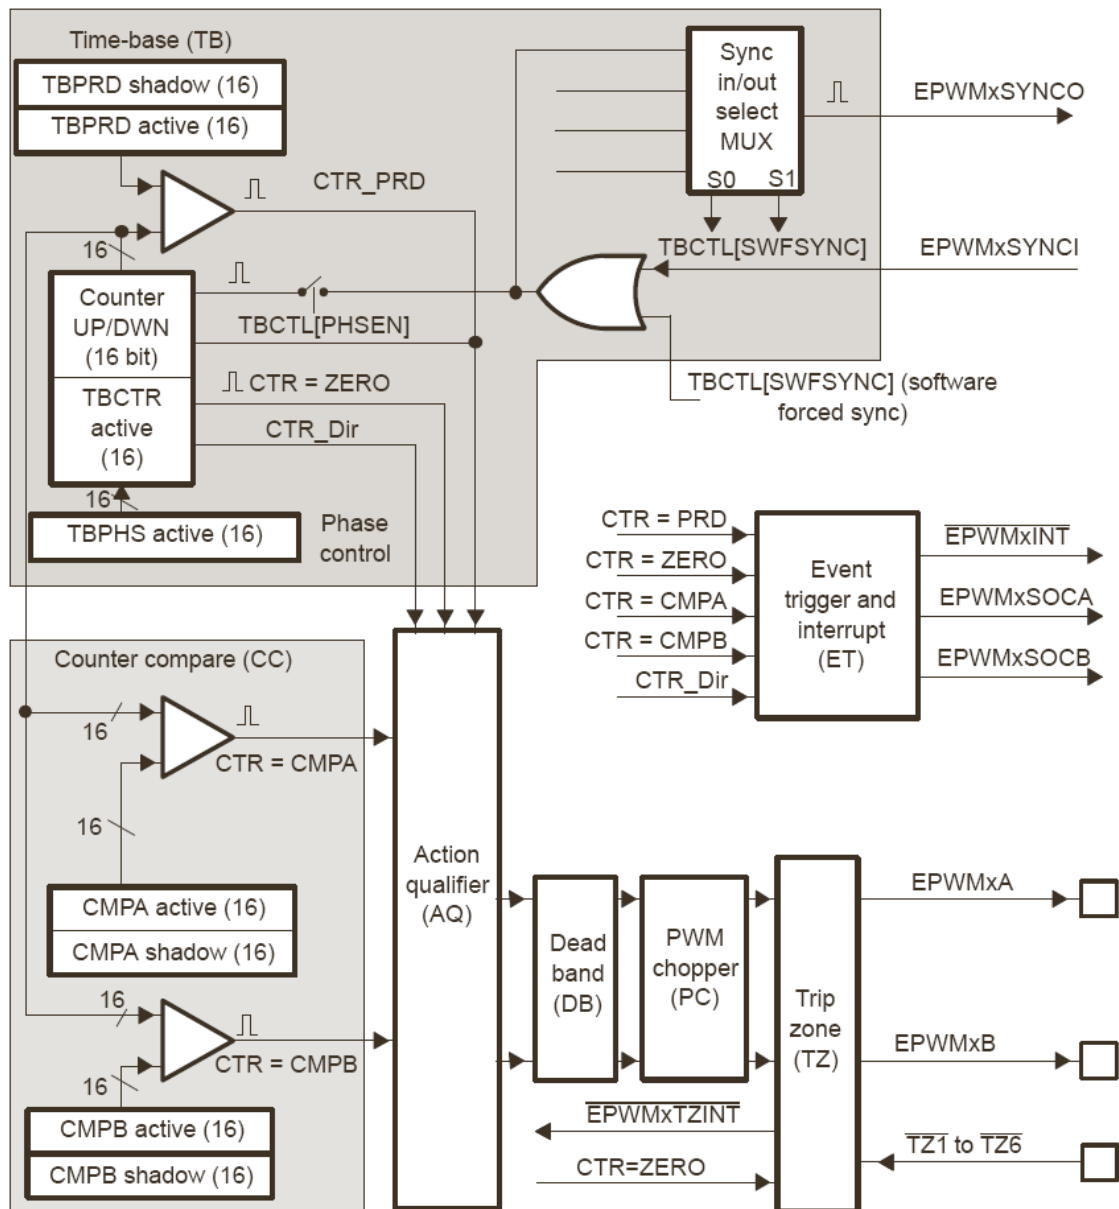 Time-base (TB)
TBPRD shadow (16)
TBPRD active (16)
CTR_PRD
Sync
in/out
select
MUX
S0 S1
EPWMxSYNCO
TBCTL[SWFSYNC]
EPWMxSYNCI
16
Counter
UP/DWN
(16 bit)
TBCTL[PHSEN]
TBCTR
active
(16)
CTR = ZERO
CTR_Dir
TBCTL[SWFSYNC] (software
forced sync)
16
TBPHS active (16)
Phase
control
CTR = PRD
CTR = ZERO
CTR = CMPA
CTR = CMPB
CTR_Dir
Event
trigger and
interrupt
(ET)
EPWMxINT
EPWMxSOCA
EPWMxSOCB
Counter compare (CC)
16
CTR = CMPA
16
CMPA active (16)
CMPA shadow (16)
16
CTR = CMPB
16
CMPB active (16)
CMPB shadow (16)
Action
qualifier
(AQ)
Dead
band
(DB)
PWM
chopper
(PC)
Trip
zone
(TZ)
EPWMxA
EPWMxB
EPWMxTZINT
CTR=ZERO
TZ1 to TZ6